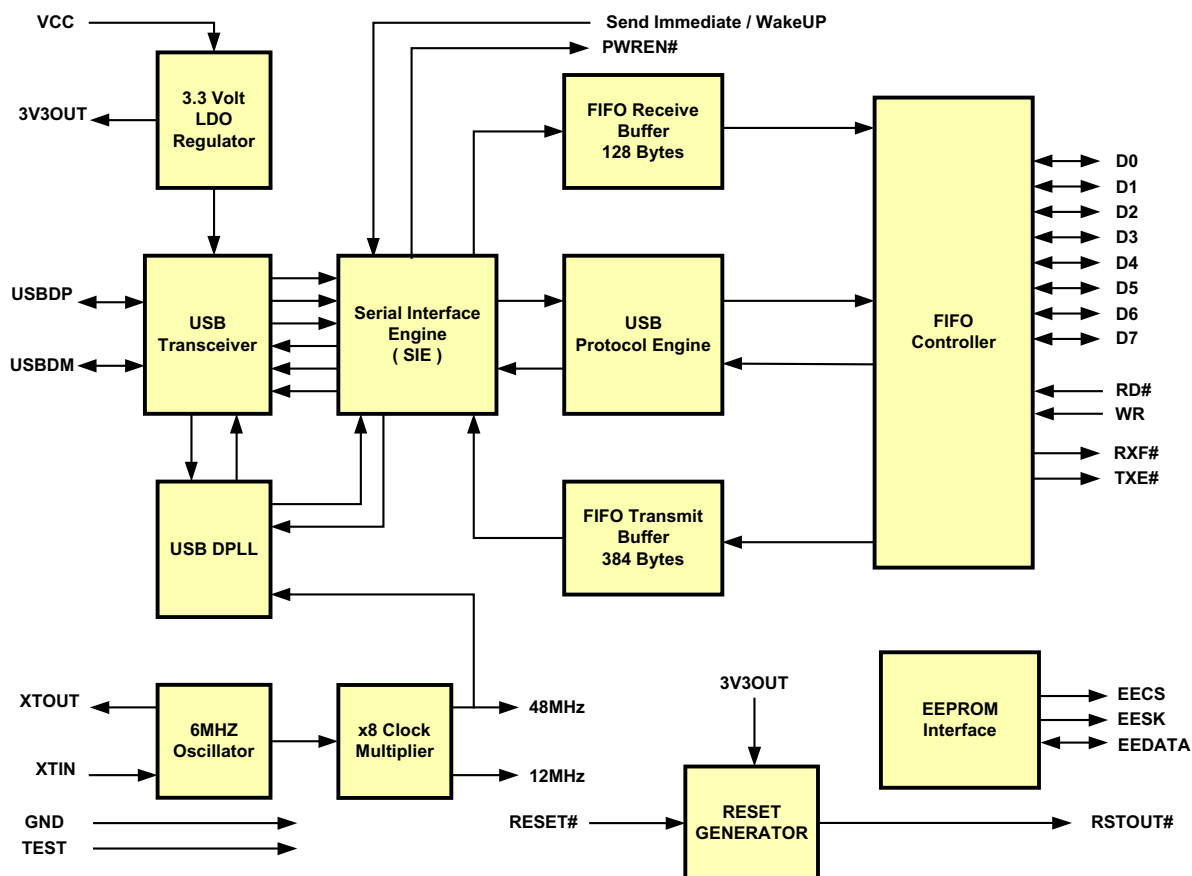 VCC
Send Immediate / WakeUP
PWREN#
3.3 Volt
LDO
Regulator
3V3OUT
FIFO Receive
Buffer
128 Bytes
D0
D1
D2
D3
D4
D5
D6
D7
USBDP
USBDM
USB
Transceiver
Serial Interface
Engine
( SIE )
USB
Protocol Engine
FIFO
Controller
RD#
WR
RXF#
TXE#
USB DPLL
FIFO Transmit
Buffer
384 Bytes
XTOUT
XTIN
6MHZ
Oscillator
x8 Clock
Multiplier
48MHz
12MHz
3V3OUT
EEPROM
Interface
EECS
EESK
EEDATA
GND
TEST
RESET#
RESET
GENERATOR
RSTOUT#